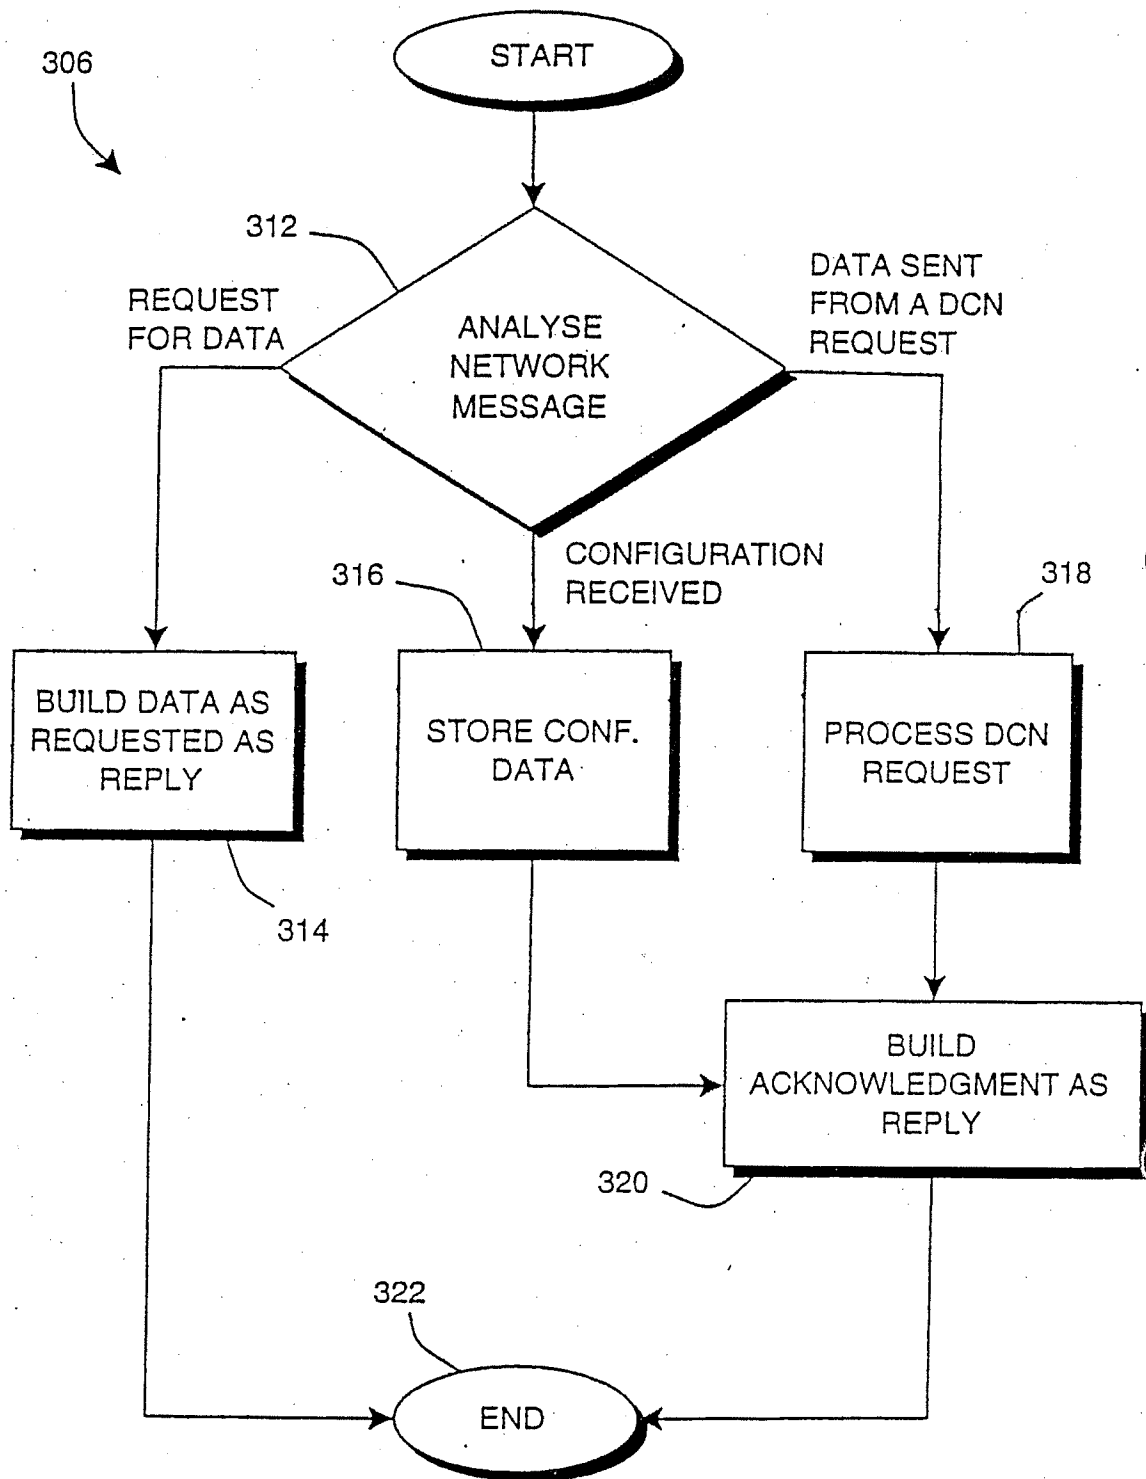 START
306
312
REQUEST
FOR DATA
ANALYSE
NETWORK
MESSAGE
DATA SENT
FROM A DCN
REQUEST
CONFIGURATION
RECEIVED
316
318
BUILD DATA AS
REQUESTED AS
REPLY
STORE CONF.
DATA
PROCESS DCN
REQUEST
314
BUILD
ACKNOWLEDGMENT AS
REPLY
320
322
END